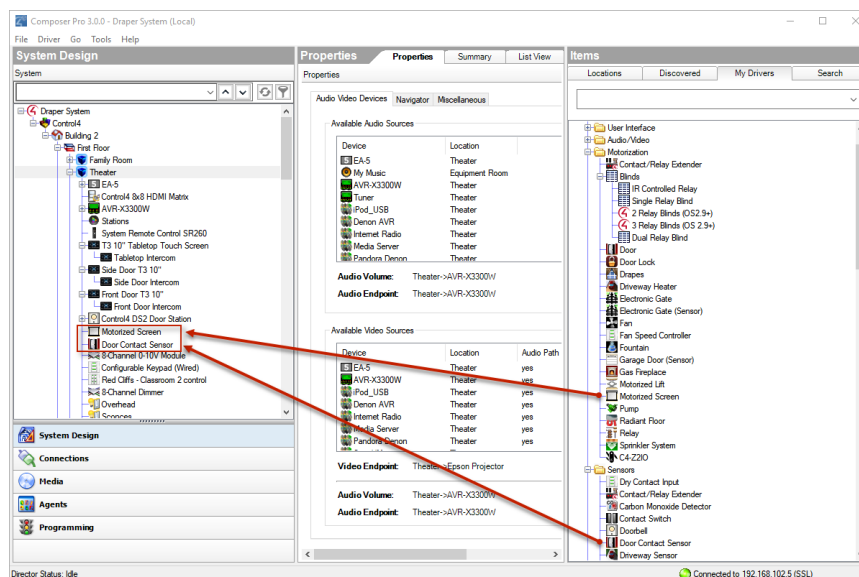 Composer Pro 3.0.0 - Draper System (Local)
File Driver Go Tools Help
System Design
System
Draper System
Control4
Building 2
First Floor
Family Room
Theater
EA-5
Control4 8x8 HDMI Matrix
AVR-X3300W
Stations
System Remote Control SR260
T3 10" Tabletop Touch Screen
Tabletop Intercom
Side Door T3 10"
Side Door Intercom
Front Door T3 10"
Front Door Intercom
Control4 DS2 Door Station
Motorized Screen
Door Contact Sensor
8-Channel 0-10V Module
Configurable Keypad (Wired)
Red Cliffs - Classroom 2 control
8-Channel Dimmer
Overhead
Sconces
System Design
Connections
Media
Agents
Programming
Director Status: Idle
Properties Properties Summary List View
Properties
Audio Video Devices Navigator Miscellaneous
Available Audio Sources
Device Location
EA-5 Theater
My Music Equipment Room
AVR-X3300W Theater
Tuner Theater
iPod_USB Theater
Denon AVR Theater
Internet Radio Theater
Media Server Theater
Pandora Denon Theater
Audio Volume: Theater->AVR-X3300W
Audio Endpoint: Theater->AVR-X3300W
Available Video Sources
Device Location Audio Path
EA-5 Theater yes
AVR-X3300W Theater yes
iPod_USB Theater yes
Denon AVR Theater yes
Internet Radio Theater yes
Media Server Theater yes
Pandora Denon Theater yes
Video Endpoint: Theater->Epson Projector
Audio Volume: Theater->AVR-X3300W
Audio Endpoint: Theater->AVR-X3300W
Items
Locations Discovered My Drivers Search
User Interface
Audio/Video
Motorization
Contact/Relay Extender
Blinds
IR Controlled Relay
Single Relay Blind
2 Relay Blinds (OS2.9+)
3 Relay Blinds (OS 2.9+)
Dual Relay Blind
Door
Door Lock
Drapes
Driveway Heater
Electronic Gate
Electronic Gate (Sensor)
Fan
Fan Speed Controller
Fountain
Garage Door (Sensor)
Gas Fireplace
Motorized Lift
Motorized Screen
Pump
Radiant Floor
Relay
Sprinkler System
C4-Z2IO
Sensors
Dry Contact Input
Contact/Relay Extender
Carbon Monoxide Detector
Contact Switch
Doorbell
Door Contact Sensor
Driveway Sensor
Connected to 192.168.102.5 (SSL)